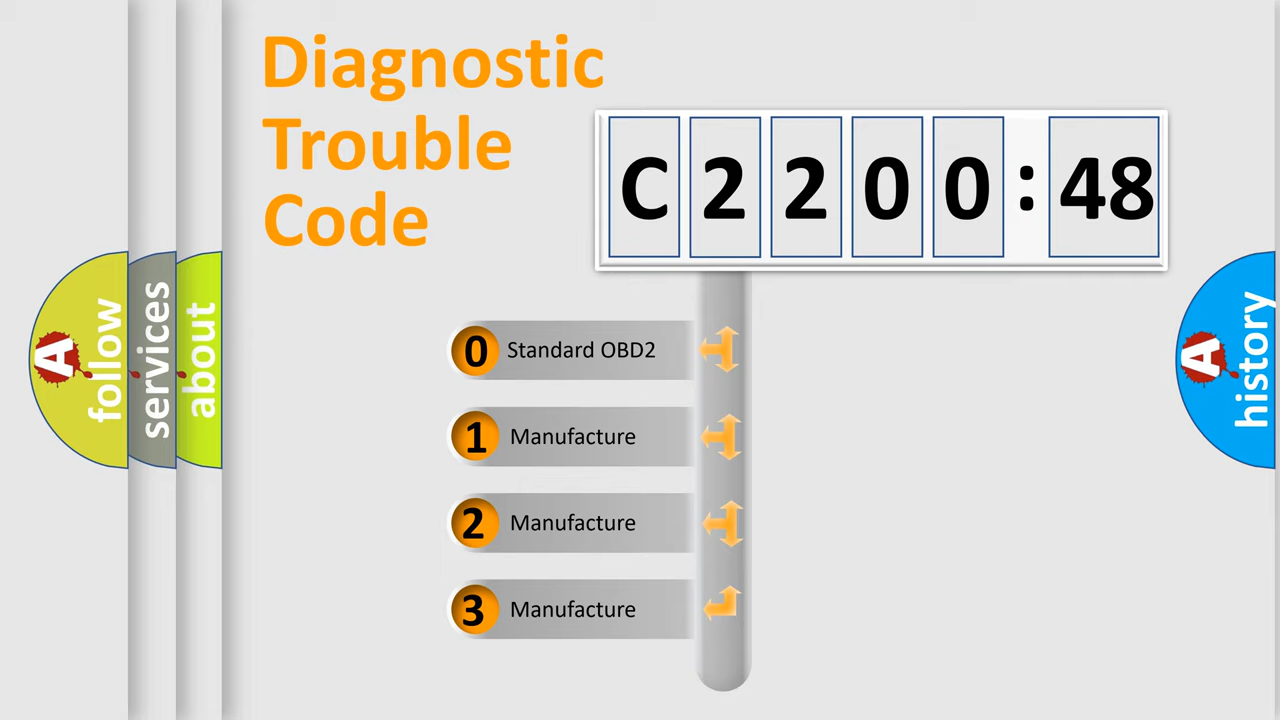 Diagnostic
Trouble
Code
C 2 2 0 0 : 48
0 Standard OBD2
1 Manufacture
2 Manufacture
3 Manufacture
A follow
services
about
A history